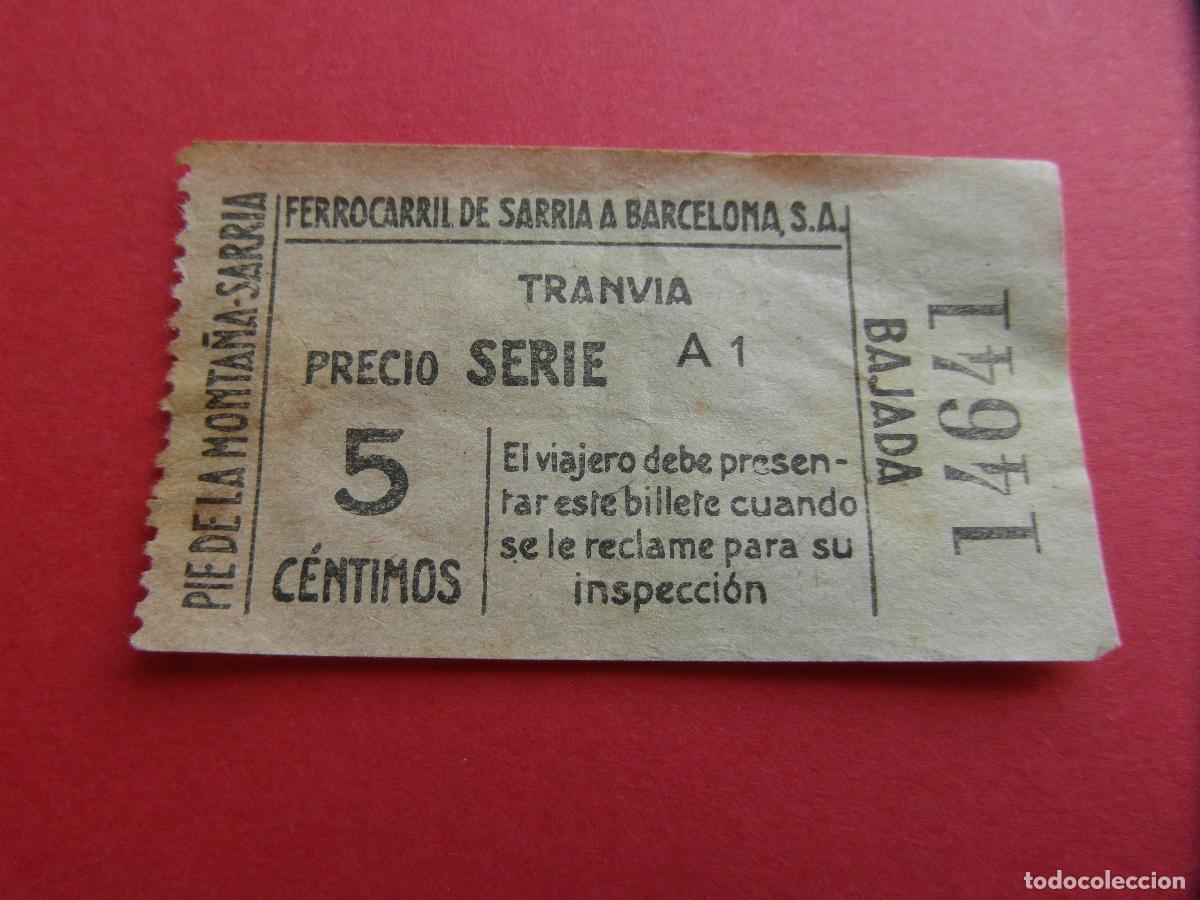 PIE DE LA MONTAÑA-SARRIA
FERROCARRIL DE SARRIA A BARCELONA, S.A.
TRANVIA
PRECIO SERIE A 1
5
CÉNTIMOS
El viajero debe presen-
tar este billete cuando
se le reclame para su
inspección
BAJADA
14941
todocoleccion